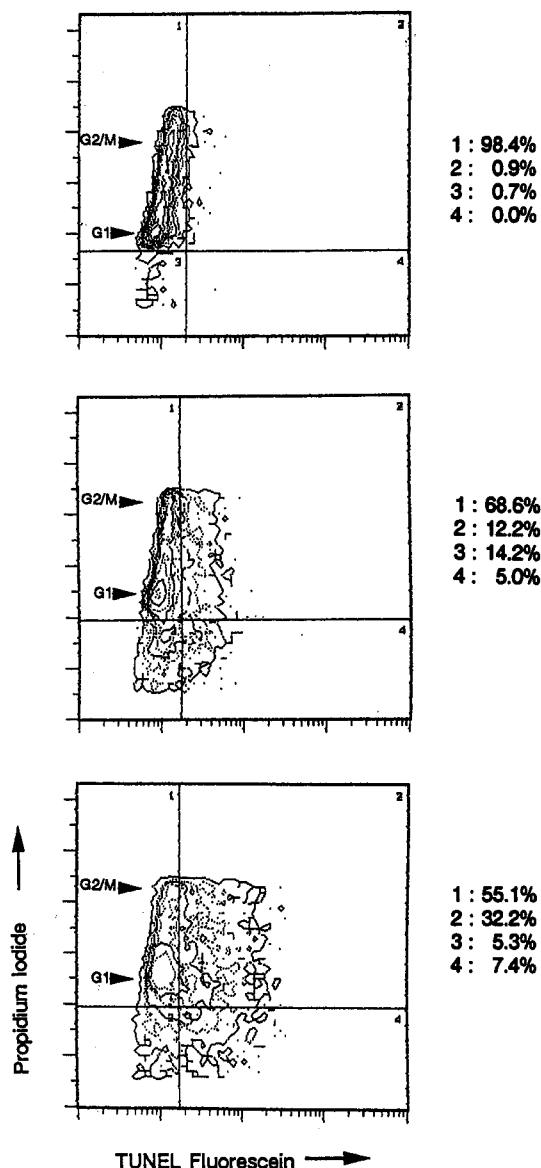 1 2
G2/M
G1
3 4
1 : 98.4%
2 : 0.9%
3 : 0.7%
4 : 0.0%
1 2
G2/M
G1
4
1 : 68.6%
2 : 12.2%
3 : 14.2%
4 : 5.0%
1 2
G2/M
G1
4
1 : 55.1%
2 : 32.2%
3 : 5.3%
4 : 7.4%
Propidium Iodide
TUNEL Fluorescein